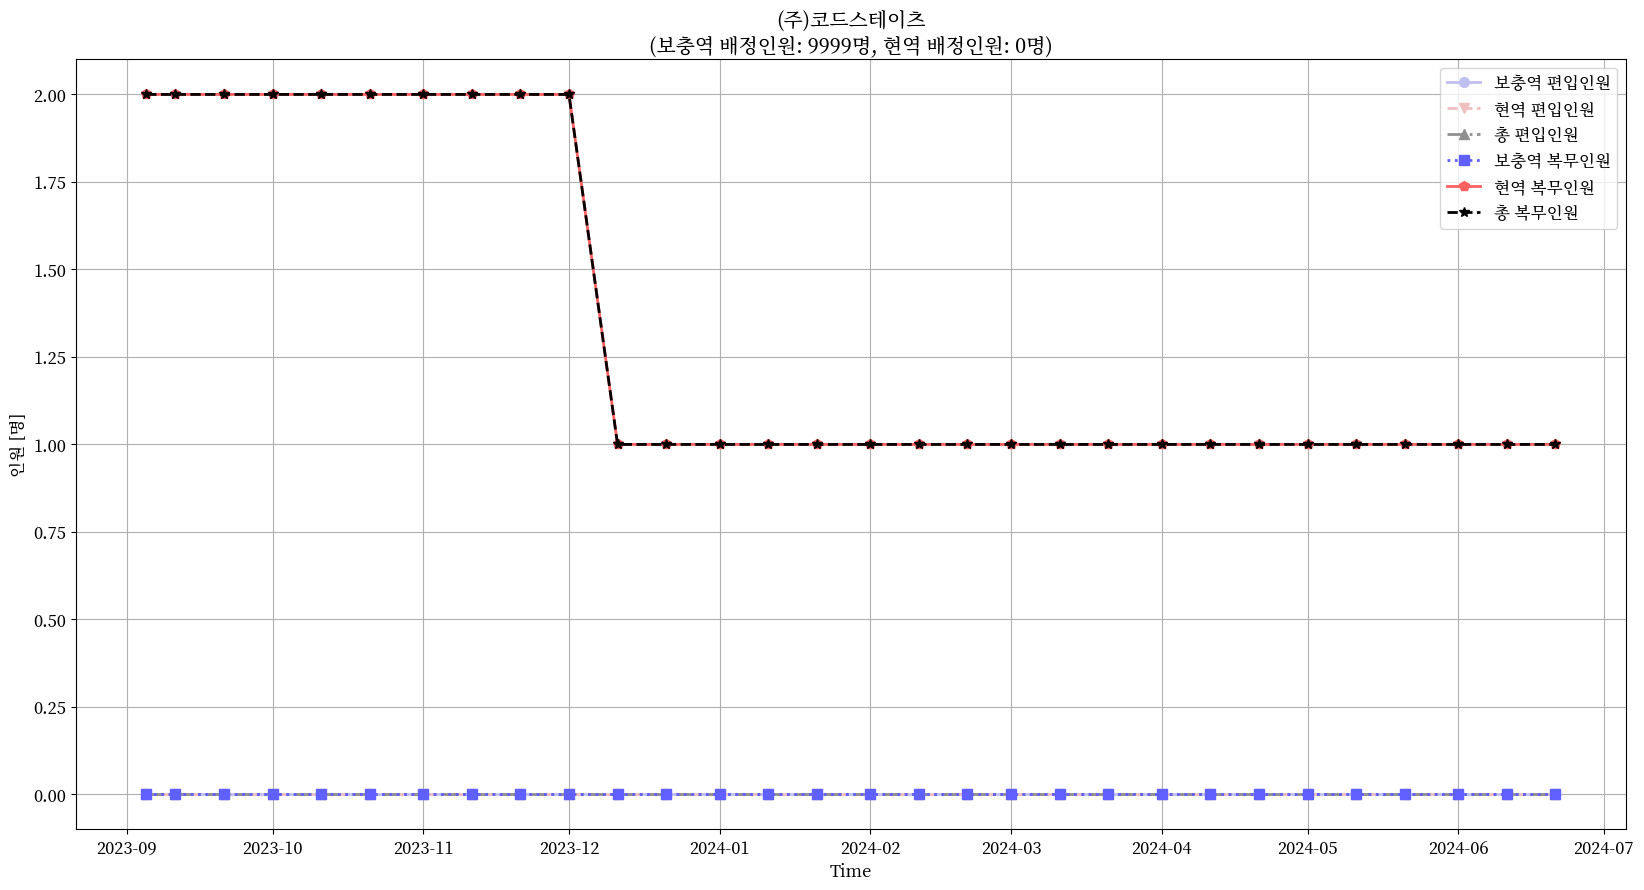 (주)코드스테이츠
(보충역 배정인원: 9999명, 현역 배정인원: 0명)
보충역 편입인원
현역 편입인원
총 편입인원
보충역 복무인원
현역 복무인원
총 복무인원
인원 [명]
2.00
1.75
1.50
1.25
1.00
0.75
0.50
0.25
0.00
2023-09 2023-10 2023-11 2023-12 2024-01 2024-02 2024-03 2024-04 2024-05 2024-06 2024-07
Time